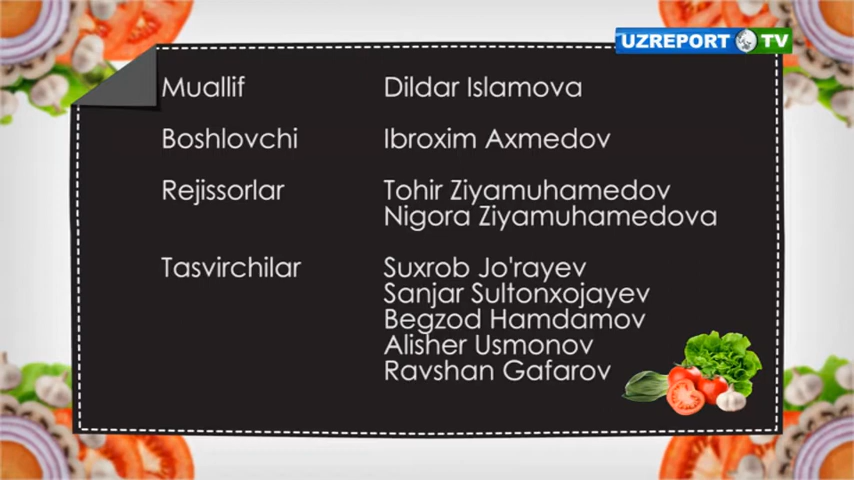 UZREPORT TV
Muallif Dildar Islamova
Boshlovchi Ibroxim Axmedov
Rejissorlar Tohir Ziyamuhamedov
Nigora Ziyamuhamedova
Tasvirchilar Suxrob Jo'rayev
Sanjar Sultonxojayev
Begzod Hamdamov
Alisher Usmonov
Ravshan Gafarov